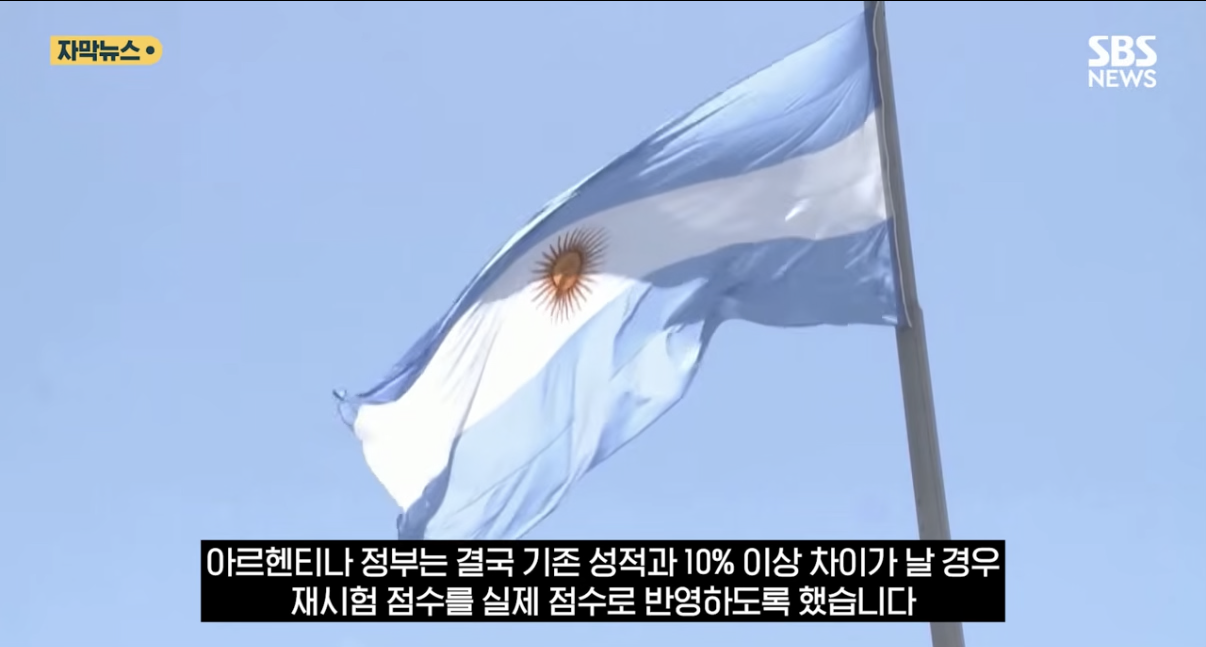 자막뉴스
SBS
NEWS
아르헨티나 정부는 결국 기존 성적과 10% 이상 차이가 날 경우
재시험 점수를 실제 점수로 반영하도록 했습니다